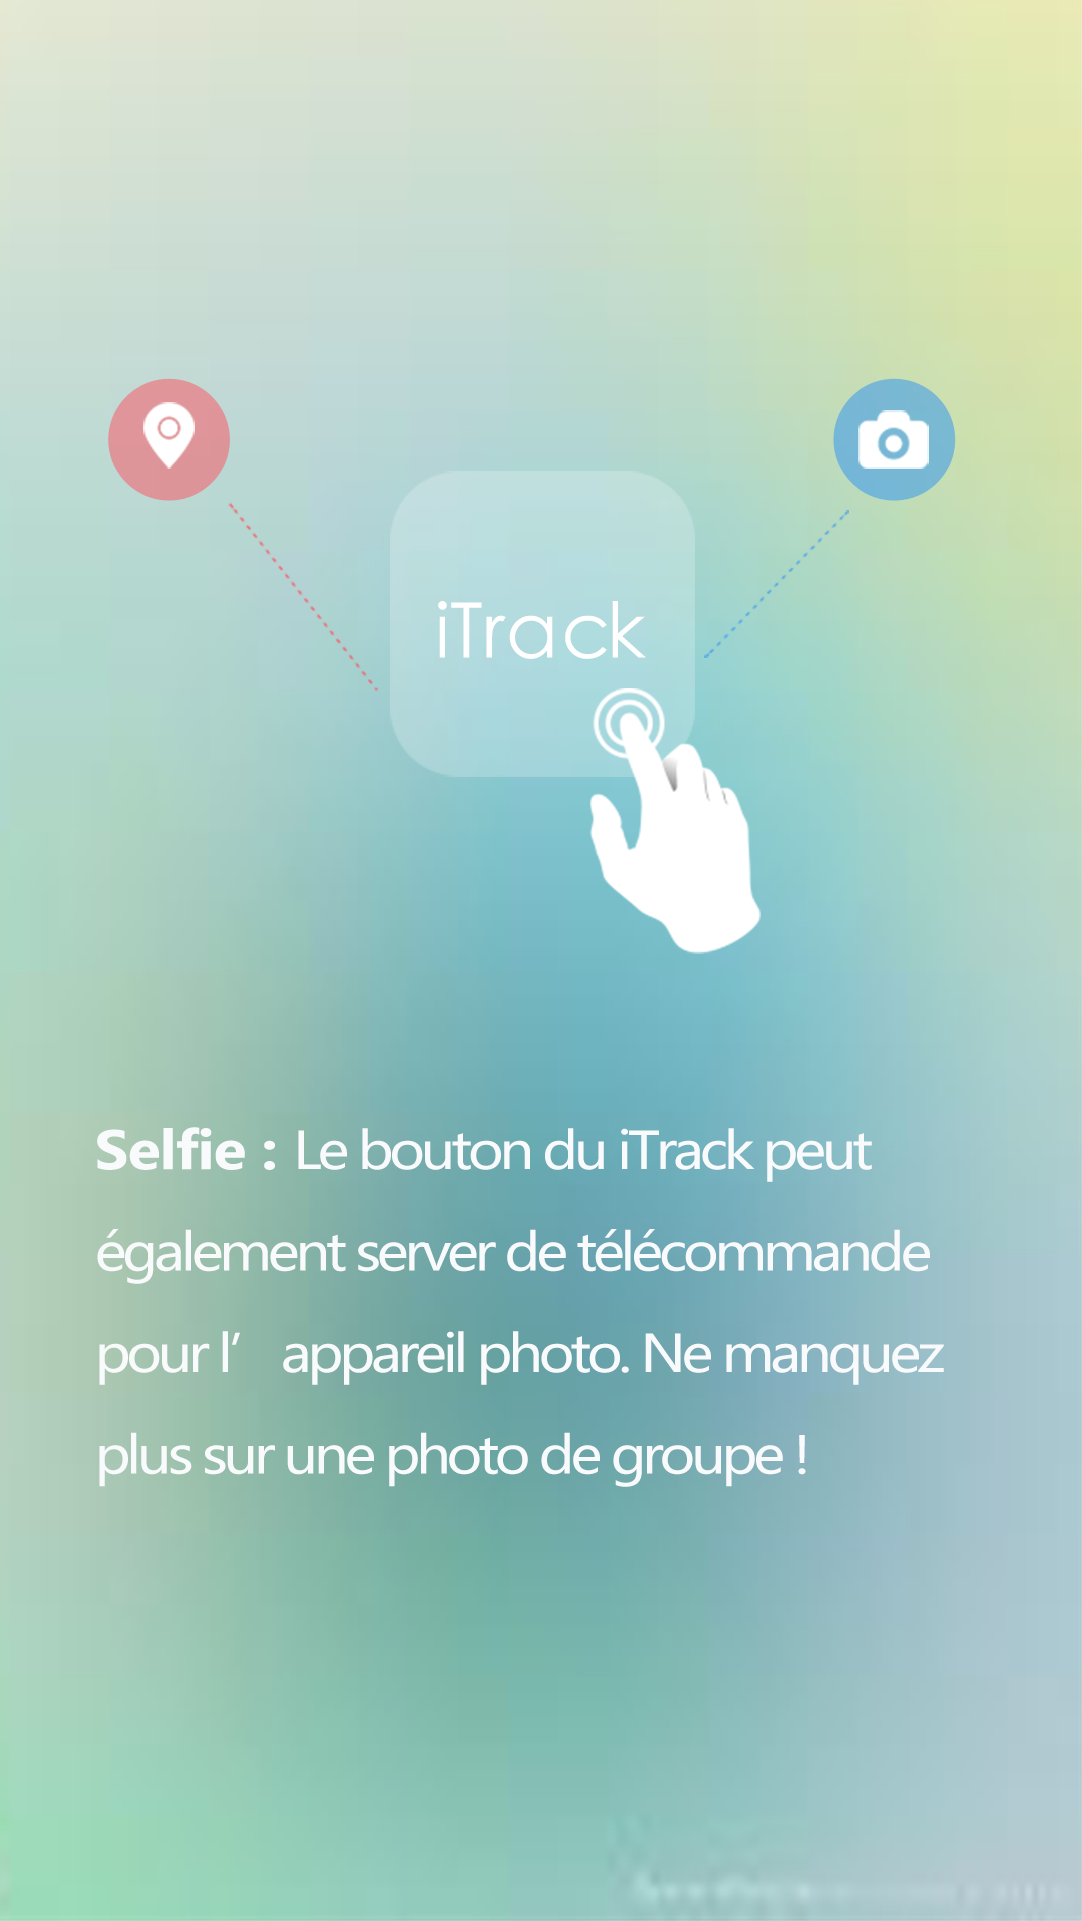 iTrack
Selfie : Le bouton du iTrack peut
également server de télécommande
pour l’ appareil photo. Ne manquez
plus sur une photo de groupe !